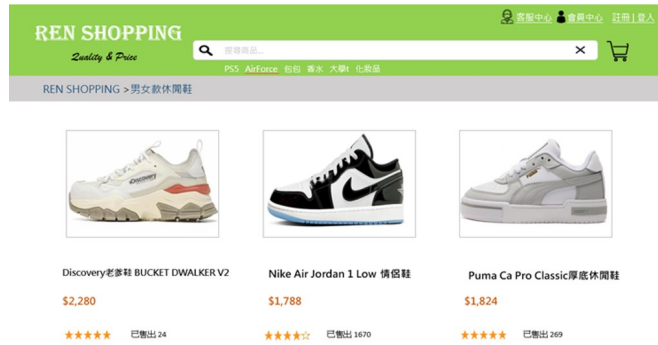 客服中心 會員中心 註冊|登入
REN SHOPPING
Quality & Price
搜尋商品...
PS5 AirForce 包包 香水 大學t 化妝品
REN SHOPPING >男女款休閒鞋
Discovery
Discovery老爹鞋 BUCKET DWALKER V2
Nike Air Jordan 1 Low 情侶鞋
Puma Ca Pro Classic厚底休閒鞋
$2,280
$1,788
$1,824
★★★★★ 已售出 24
★★★★☆ 已售出 1670
★★★★★ 已售出 269